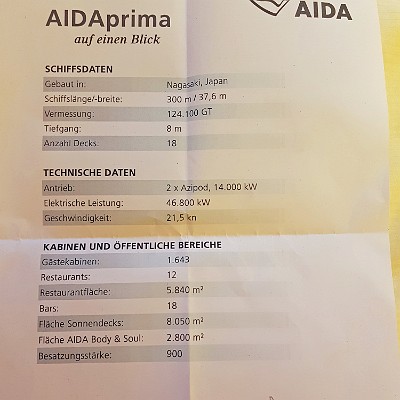 AIDAprima
AIDA
auf einen Blick
SCHIFFSDATEN
Gebaut in: Nagasaki, Japan
Schiffslänge/-breite: 300 m / 37,6 m
Vermessung: 124.100 GT
Tiefgang: 8 m
Anzahl Decks: 18
TECHNISCHE DATEN
Antrieb: 2 x Azipod, 14.000 kW
Elektrische Leistung: 46.800 kW
Geschwindigkeit: 21,5 kn
KABINEN UND ÖFFENTLICHE BEREICHE
Gästekabinen: 1.643
Restaurants: 12
Restaurantfläche: 5.840 m²
Bars: 18
Fläche Sonnendecks: 8.050 m²
Fläche AIDA Body & Soul: 2.800 m²
Besatzungsstärke: 900